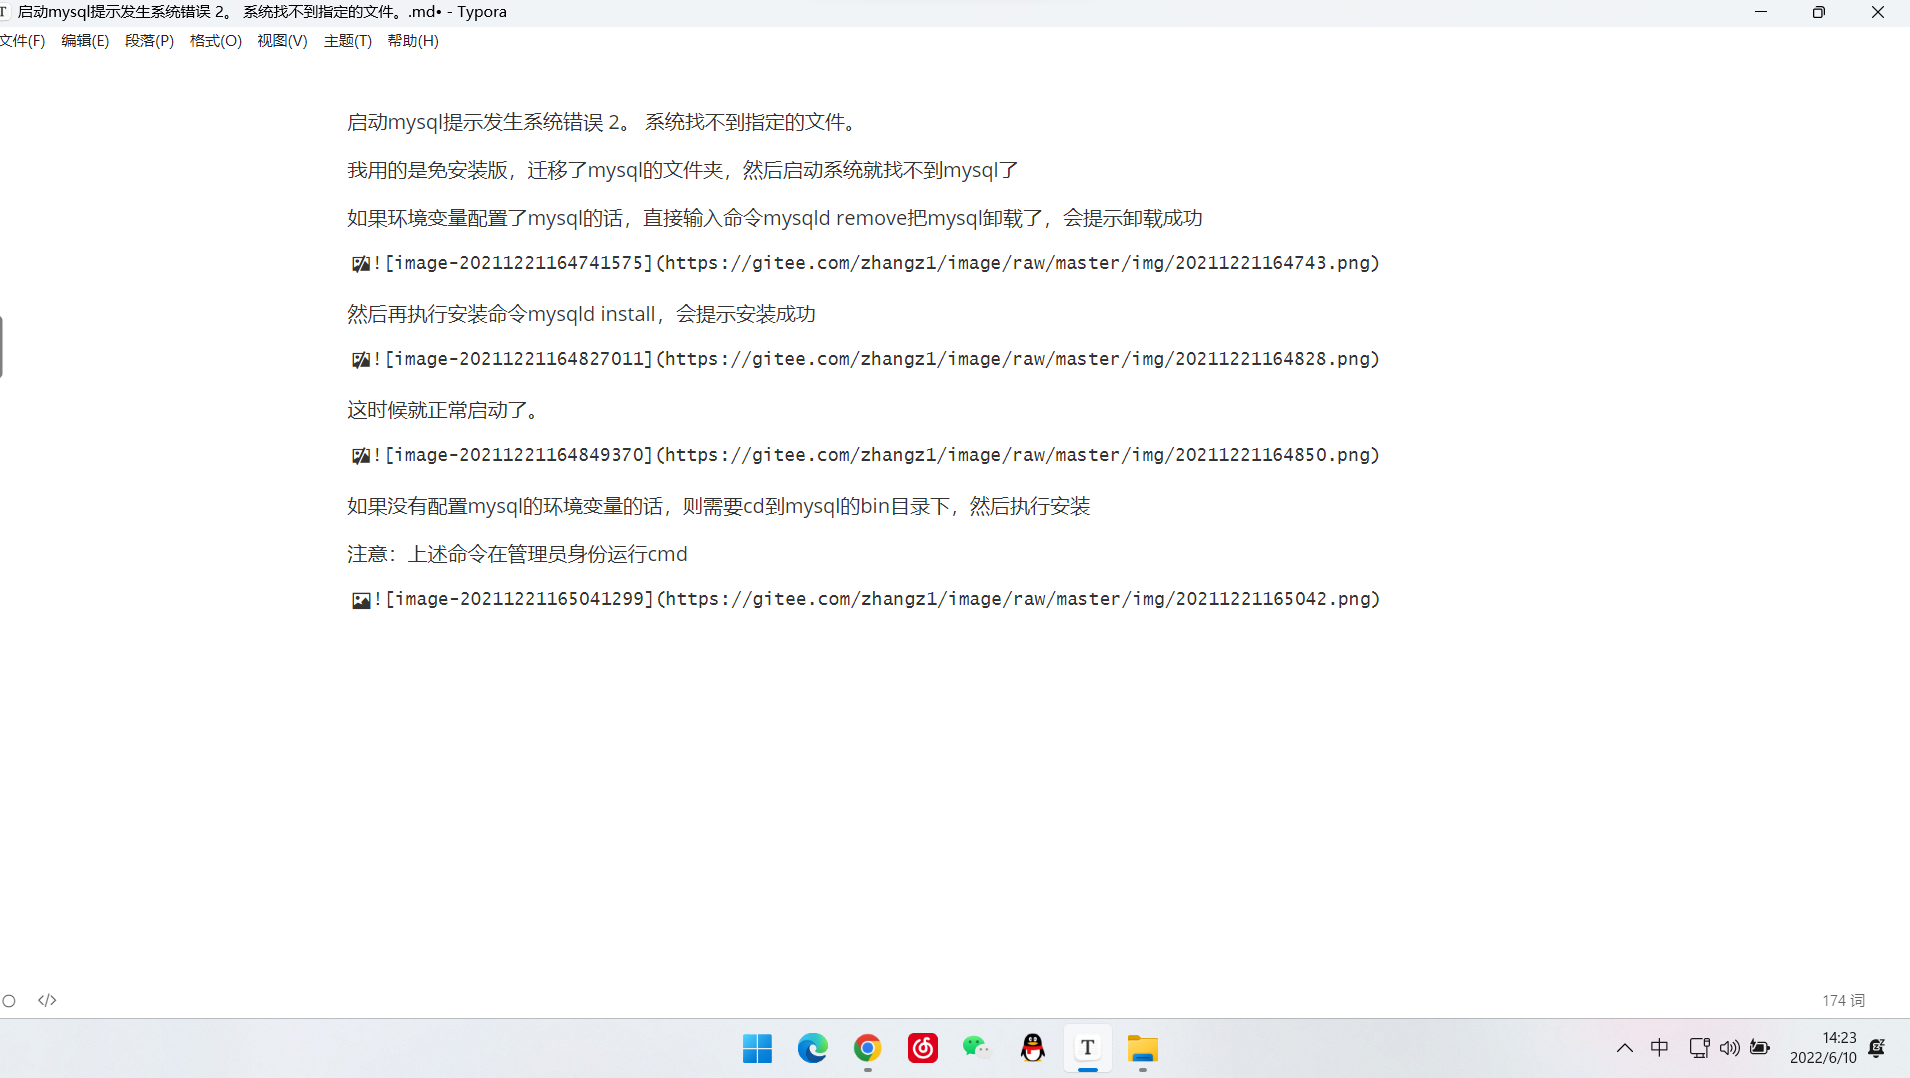 启动mysql提示发生系统错误 2。 系统找不到指定的文件。.md• - Typora
文件(F) 编辑(E) 段落(P) 格式(O) 视图(V) 主题(T) 帮助(H)
启动mysql提示发生系统错误 2。 系统找不到指定的文件。
我用的是免安装版，迁移了mysql的文件夹，然后启动系统就找不到mysql了
如果环境变量配置了mysql的话，直接输入命令mysqld remove把mysql卸载了，会提示卸载成功
![image-20211221164741575](https://gitee.com/zhangz1/image/raw/master/img/20211221164743.png)
然后再执行安装命令mysqld install，会提示安装成功
![image-20211221164827011](https://gitee.com/zhangz1/image/raw/master/img/20211221164828.png)
这时候就正常启动了。
![image-20211221164849370](https://gitee.com/zhangz1/image/raw/master/img/20211221164850.png)
如果没有配置mysql的环境变量的话，则需要cd到mysql的bin目录下，然后执行安装
注意：上述命令在管理员身份运行cmd
![image-20211221165041299](https://gitee.com/zhangz1/image/raw/master/img/20211221165042.png)
174 词
中
14:23
2022/6/10